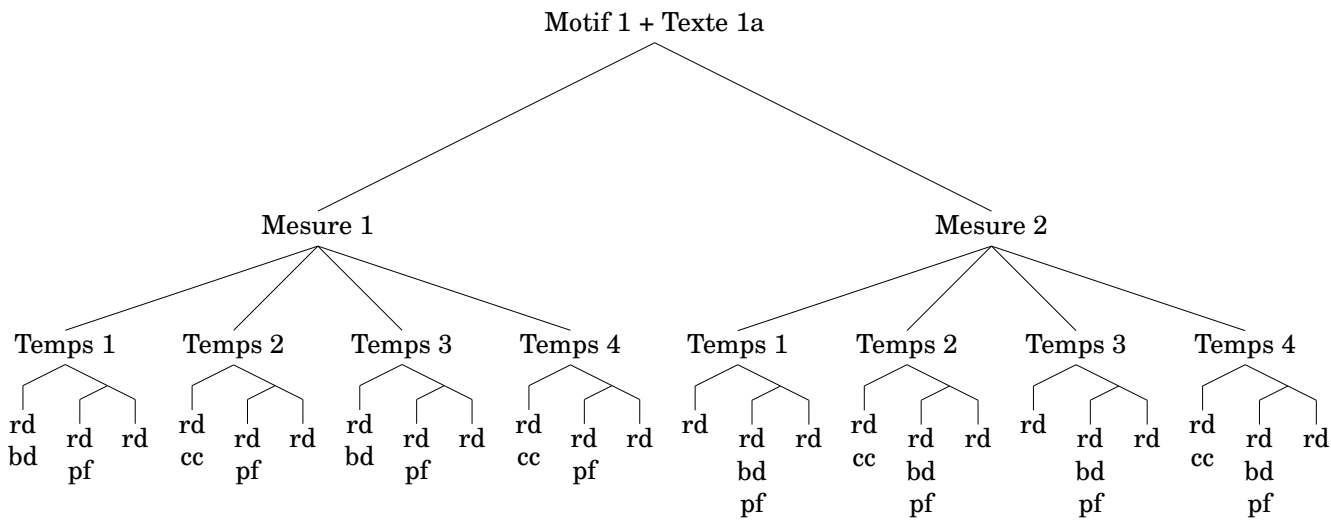 Motif 1 + Texte 1a
Mesure 1 Mesure 2
Temps 1 Temps 2 Temps 3 Temps 4 Temps 1 Temps 2 Temps 3 Temps 4
rd rd rd rd rd rd rd rd rd rd rd rd rd rd rd rd rd rd rd rd rd rd rd rd
bd pf cc pf bd pf cc pf bd cc bd bd cc bd
pf pf pf pf